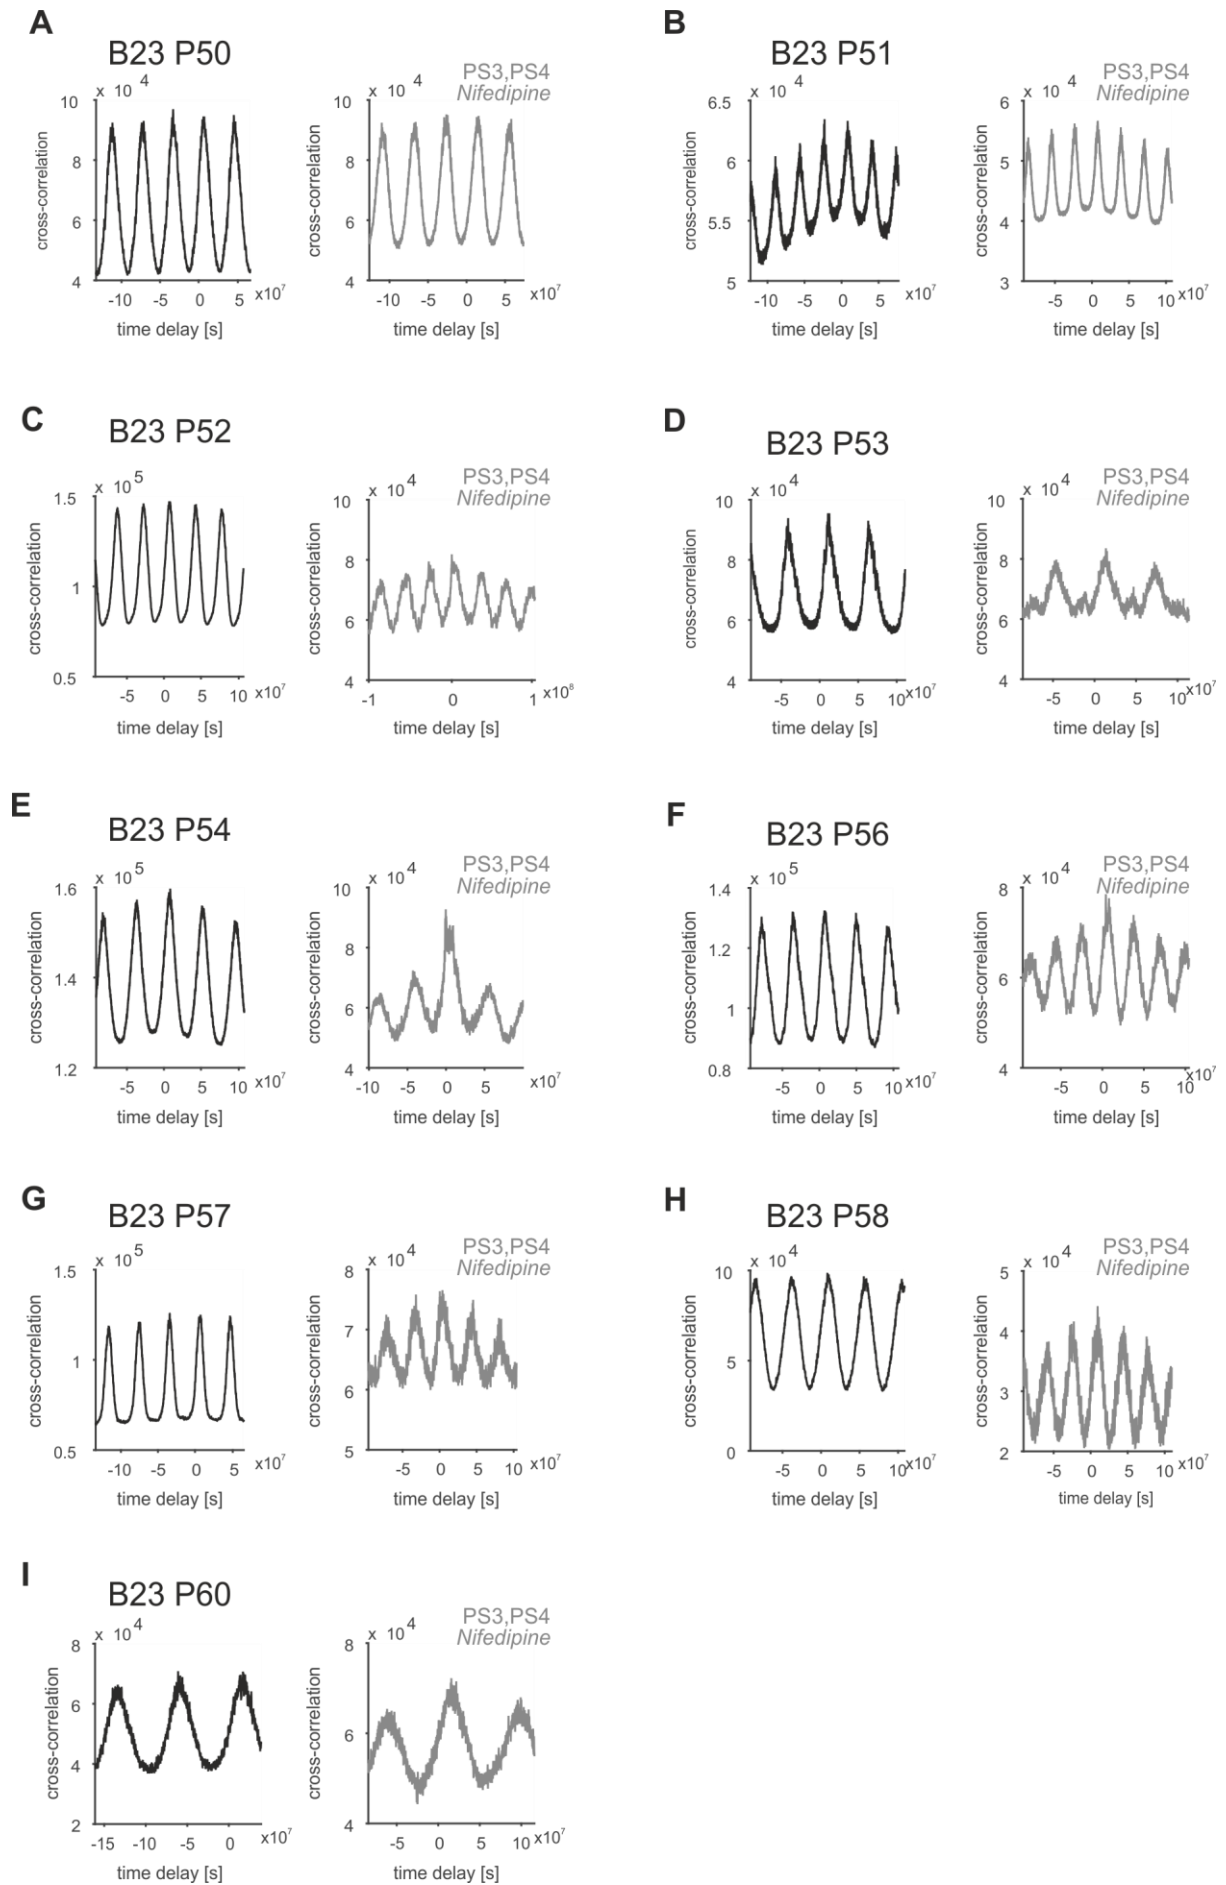 A
B23 P50
x 10 4
10
8
6
4
cross-correlation
-10
-5
0
5
x10^7
time delay [s]
PS3,PS4
Nifedipine
x 10 4
10
8
6
4
cross-correlation
-10
-5
0
5
x10^7
time delay [s]
B
B23 P51
x 10 4
6.5
6
5.5
5
cross-correlation
-10
-5
0
5
x10^7
time delay [s]
PS3,PS4
Nifedipine
x 10 4
6
5
4
3
cross-correlation
-5
0
5
10
x10^7
time delay [s]
C
B23 P52
x 10 5
1.5
1
0.5
cross-correlation
-5
0
5
10
x10^7
time delay [s]
PS3,PS4
Nifedipine
x 10 4
10
8
6
4
cross-correlation
-1
0
1
x10^8
time delay [s]
D
B23 P53
x 10 4
10
8
6
4
cross-correlation
-5
0
5
10
x10^7
time delay [s]
PS3,PS4
Nifedipine
x 10 4
10
8
6
4
cross-correlation
-5
0
5
10
x10^7
time delay [s]
E
B23 P54
x 10 5
1.6
1.4
1.2
cross-correlation
-5
0
5
10
x10^7
time delay [s]
PS3,PS4
Nifedipine
x 10 4
10
8
6
4
cross-correlation
-10
-5
0
5
10
x10^7
time delay [s]
F
B23 P56
x 10 5
1.4
1.2
1
0.8
cross-correlation
-5
0
5
10
x10^7
time delay [s]
PS3,PS4
Nifedipine
x 10 4
8
6
4
cross-correlation
-5
0
5
10
x10^7
time delay [s]
G
B23 P57
x 10 5
1.5
1
0.5
cross-correlation
-10
-5
0
5
x10^7
time delay [s]
PS3,PS4
Nifedipine
x 10 4
8
7
6
5
cross-correlation
-5
0
5
10
x10^7
time delay [s]
H
B23 P58
x 10 4
10
5
0
cross-correlation
-5
0
5
10
x10^7
time delay [s]
PS3,PS4
Nifedipine
x 10 4
5
4
3
2
cross-correlation
-5
0
5
10
x10^7
time delay [s]
I
B23 P60
x 10 4
8
6
4
2
cross-correlation
-15
-10
-5
0
x10^7
time delay [s]
PS3,PS4
Nifedipine
x 10 4
8
6
4
cross-correlation
-5
0
5
10
x10^7
time delay [s]